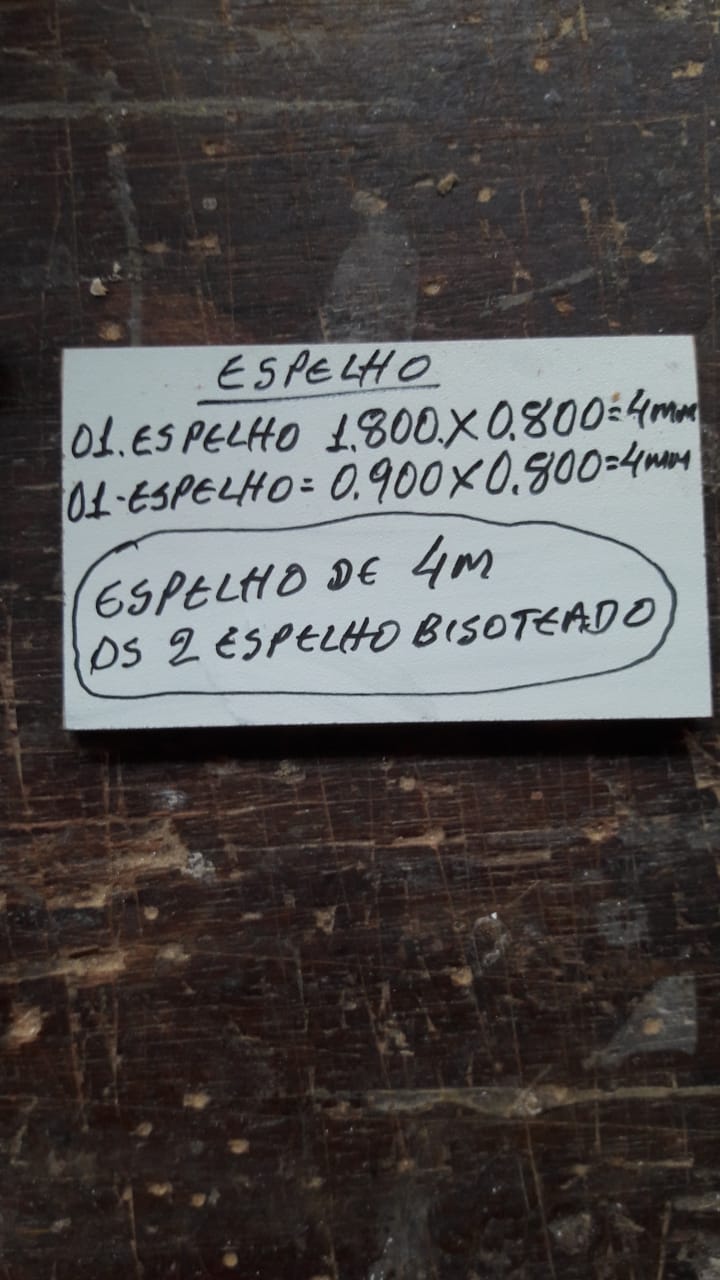 ESPELHO
01.ESPELHO 1.800.X0.800=4mm
01-ESPELHO=0.900X0.800=4mm
ESPELHO DE 4M
OS 2 ESPELHO BISOTEADO